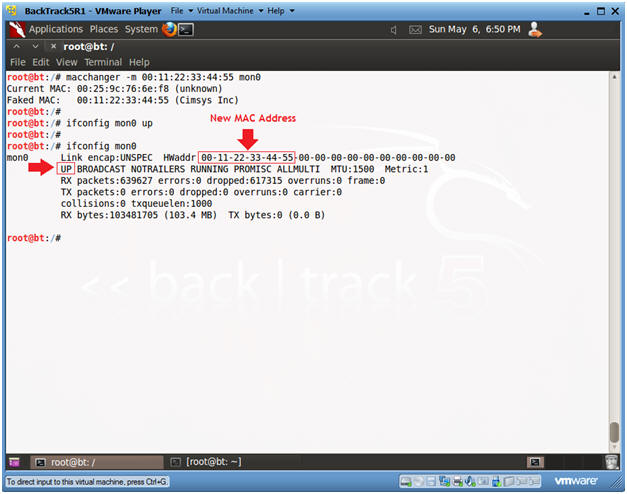 BackTrack5R1 - VMware Player File Virtual Machine Help
Applications Places System Sun May 6, 6:50 PM
root@bt: /
File Edit View Terminal Help
root@bt:/# macchanger -m 00:11:22:33:44:55 mon0
Current MAC: 00:25:9c:76:6e:f8 (unknown)
Faked MAC: 00:11:22:33:44:55 (Cimsys Inc)
root@bt:/#
root@bt:/# ifconfig mon0 up
New MAC Address
root@bt:/#
root@bt:/# ifconfig mon0
mon0 Link encap:UNSPEC HWaddr 00-11-22-33-44-55-00-00-00-00-00-00-00-00-00-00
UP BROADCAST NOTRAILERS RUNNING PROMISC ALLMULTI MTU:1500 Metric:1
RX packets:639627 errors:0 dropped:617315 overruns:0 frame:0
TX packets:0 errors:0 dropped:0 overruns:0 carrier:0
collisions:0 txqueuelen:1000
RX bytes:103481705 (103.4 MB) TX bytes:0 (0.0 B)
root@bt:/#
<< back | track 5
root@bt: / [root@bt: ~]
To direct input to this virtual machine, press Ctrl+G. vmware